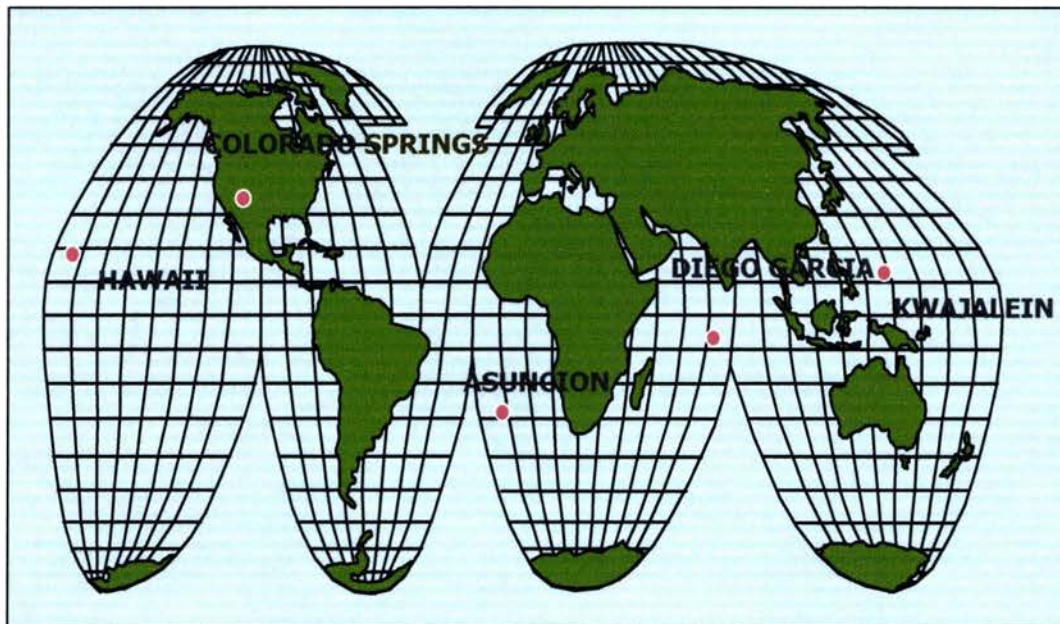 COLORADO SPRINGS
HAWAII
DIEGO GARCIA
KWAJALEIN
ASUNCION